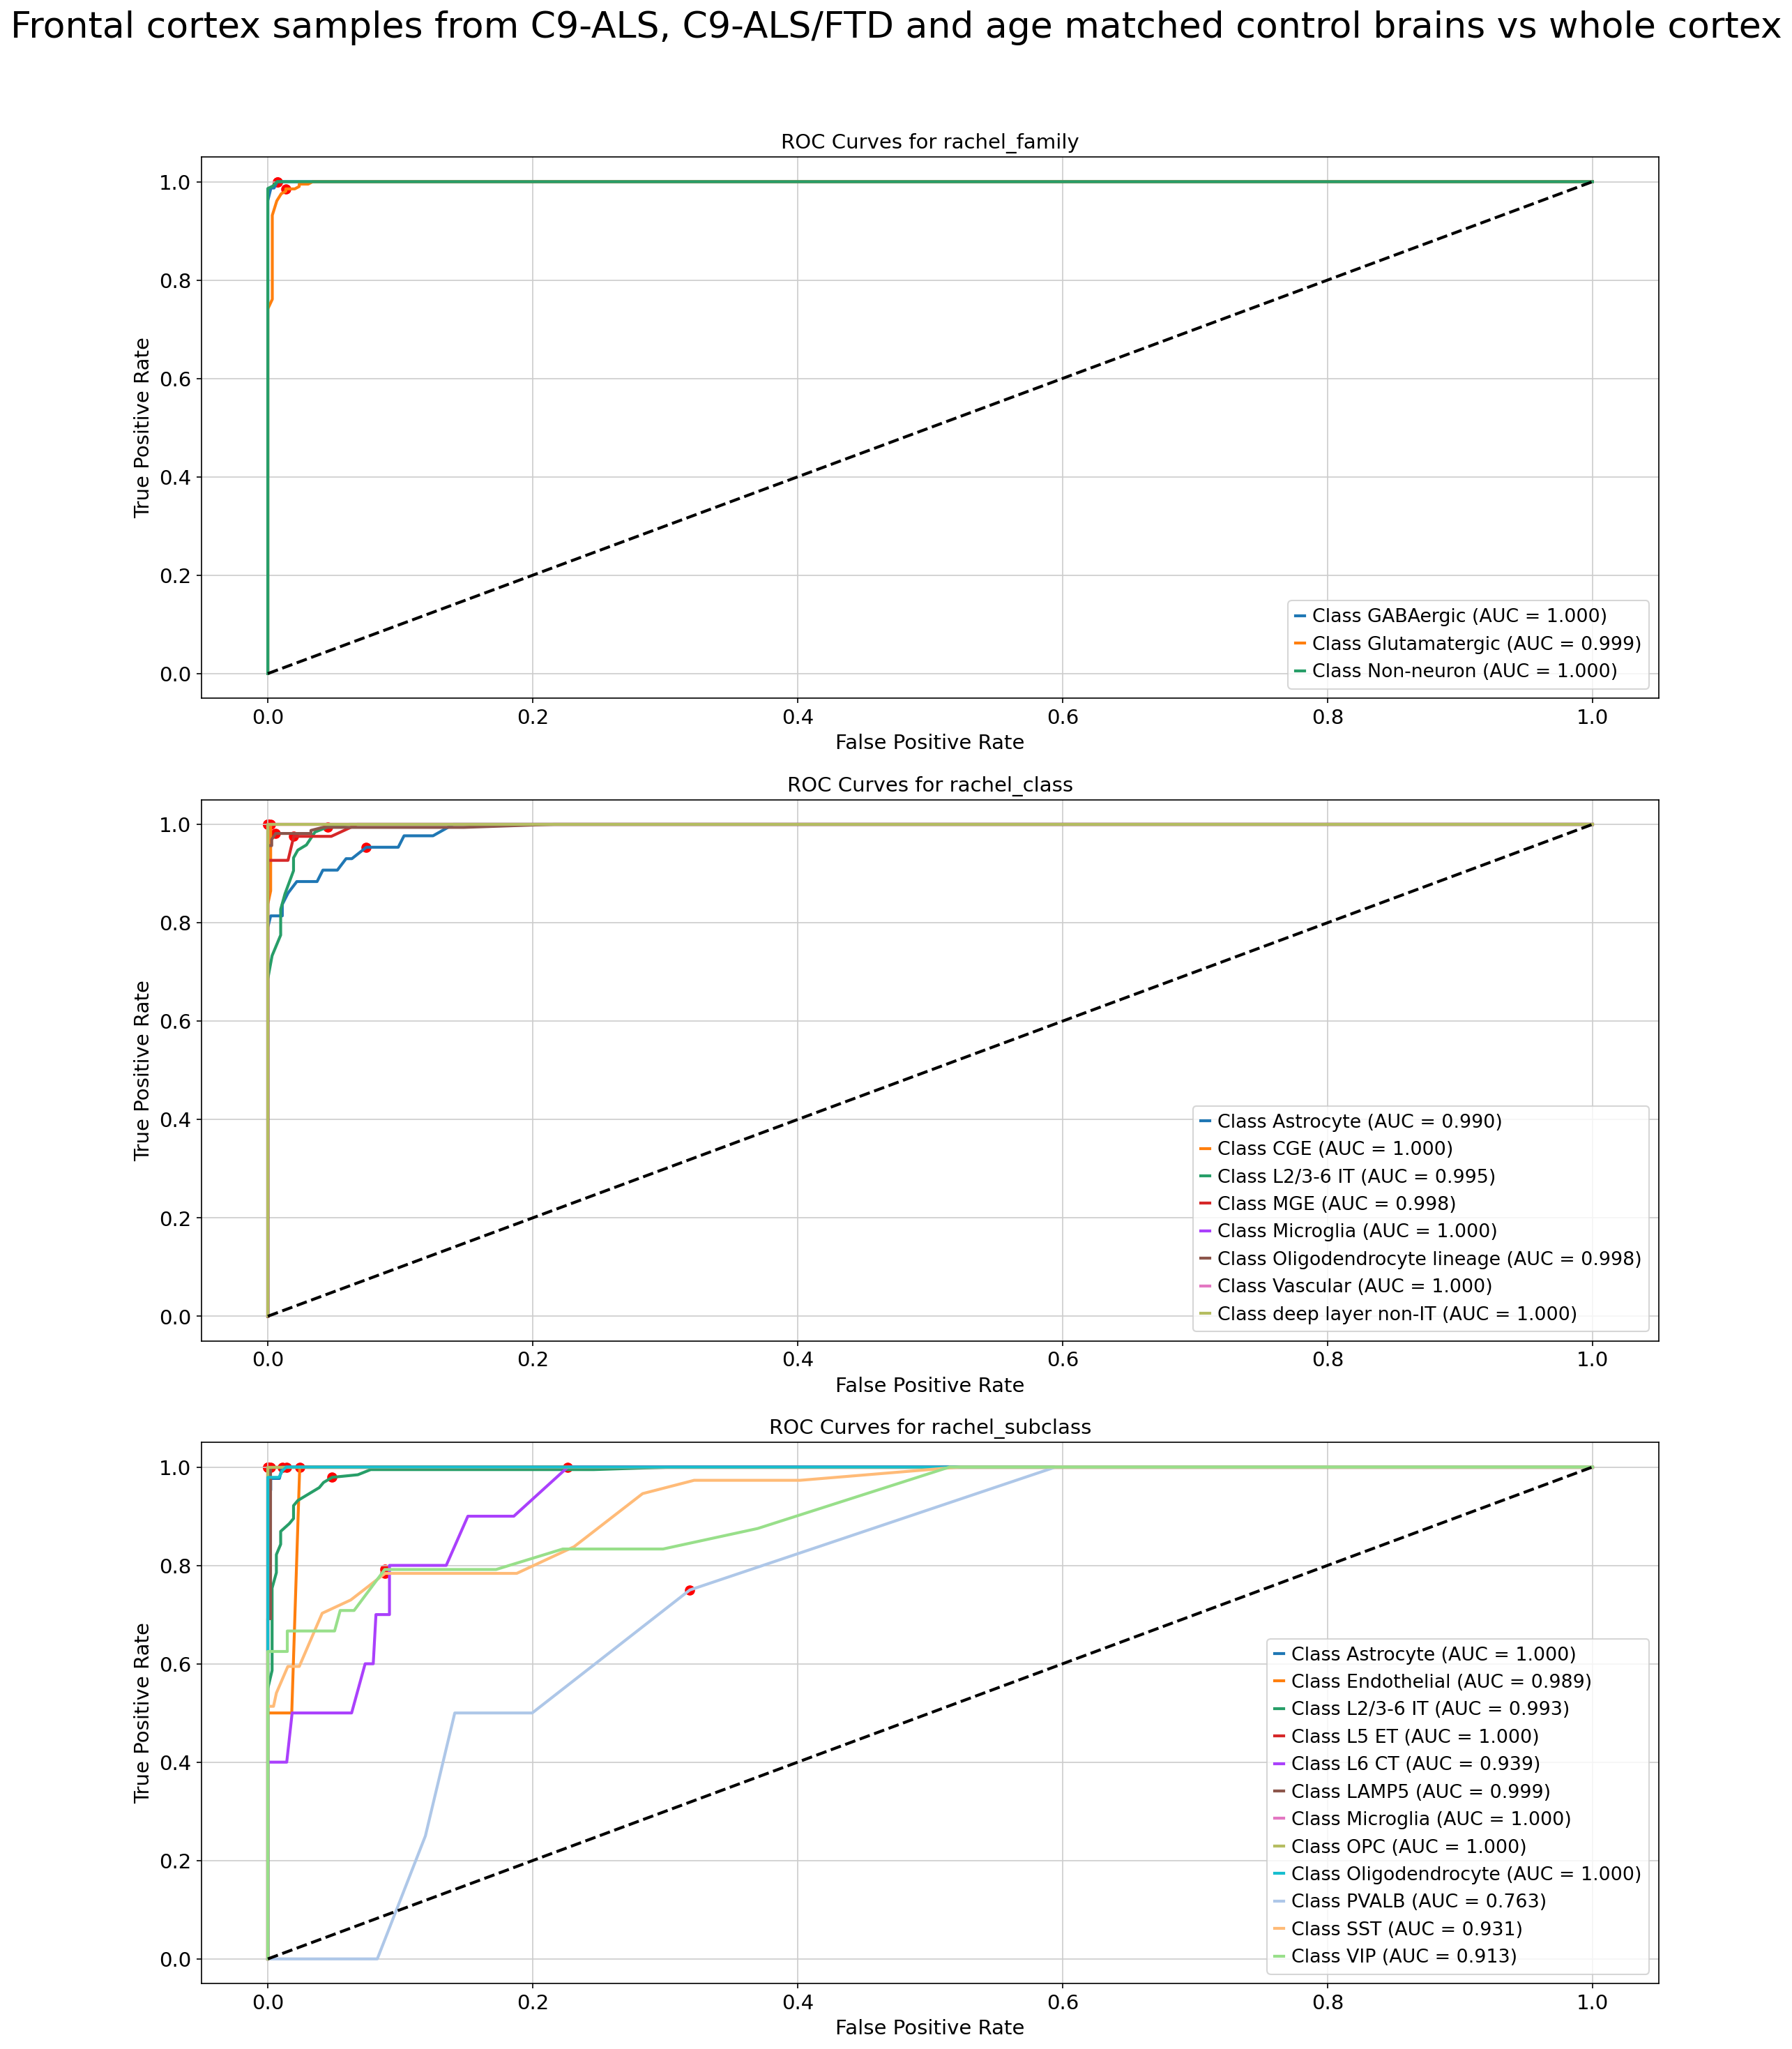 Frontal cortex samples from C9-ALS, C9-ALS/FTD and age matched control brains vs whole cortex
ROC Curves for rachel_family
True Positive Rate
1.0
0.8
0.6
0.4
0.2
0.0
Class GABAergic (AUC = 1.000)
Class Glutamatergic (AUC = 0.999)
Class Non-neuron (AUC = 1.000)
0.0 0.2 0.4 0.6 0.8 1.0
False Positive Rate
ROC Curves for rachel_class
True Positive Rate
1.0
0.8
0.6
0.4
0.2
0.0
Class Astrocyte (AUC = 0.990)
Class CGE (AUC = 1.000)
Class L2/3-6 IT (AUC = 0.995)
Class MGE (AUC = 0.998)
Class Microglia (AUC = 1.000)
Class Oligodendrocyte lineage (AUC = 0.998)
Class Vascular (AUC = 1.000)
Class deep layer non-IT (AUC = 1.000)
0.0 0.2 0.4 0.6 0.8 1.0
False Positive Rate
ROC Curves for rachel_subclass
True Positive Rate
1.0
0.8
0.6
0.4
0.2
0.0
Class Astrocyte (AUC = 1.000)
Class Endothelial (AUC = 0.989)
Class L2/3-6 IT (AUC = 0.993)
Class L5 ET (AUC = 1.000)
Class L6 CT (AUC = 0.939)
Class LAMP5 (AUC = 0.999)
Class Microglia (AUC = 1.000)
Class OPC (AUC = 1.000)
Class Oligodendrocyte (AUC = 1.000)
Class PVALB (AUC = 0.763)
Class SST (AUC = 0.931)
Class VIP (AUC = 0.913)
0.0 0.2 0.4 0.6 0.8 1.0
False Positive Rate